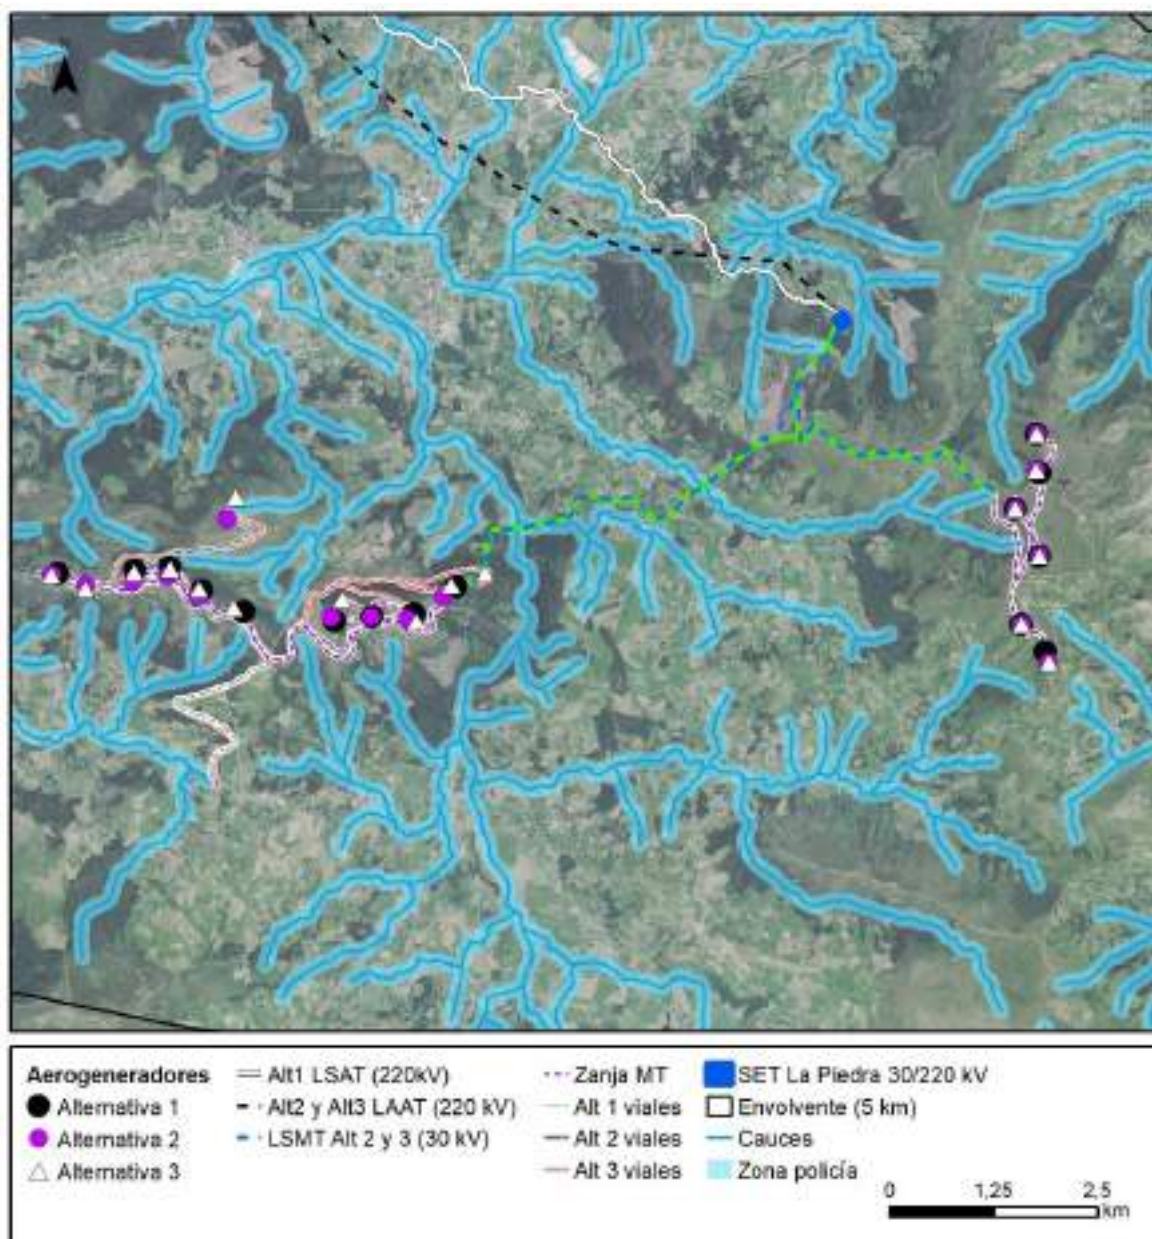 Aerogeneradores
Alternativa 1
Alternativa 2
Alternativa 3
Alt1 LSAT (220kV)
Alt2 y Alt3 LAAT (220 kV)
LSMT Alt 2 y 3 (30 kV)
Zanja MT
Alt 1 viales
Alt 2 viales
Alt 3 viales
SET La Piedra 30/220 kV
Envolvente (5 km)
Cauces
Zona policía
0 1,25 2,5
km